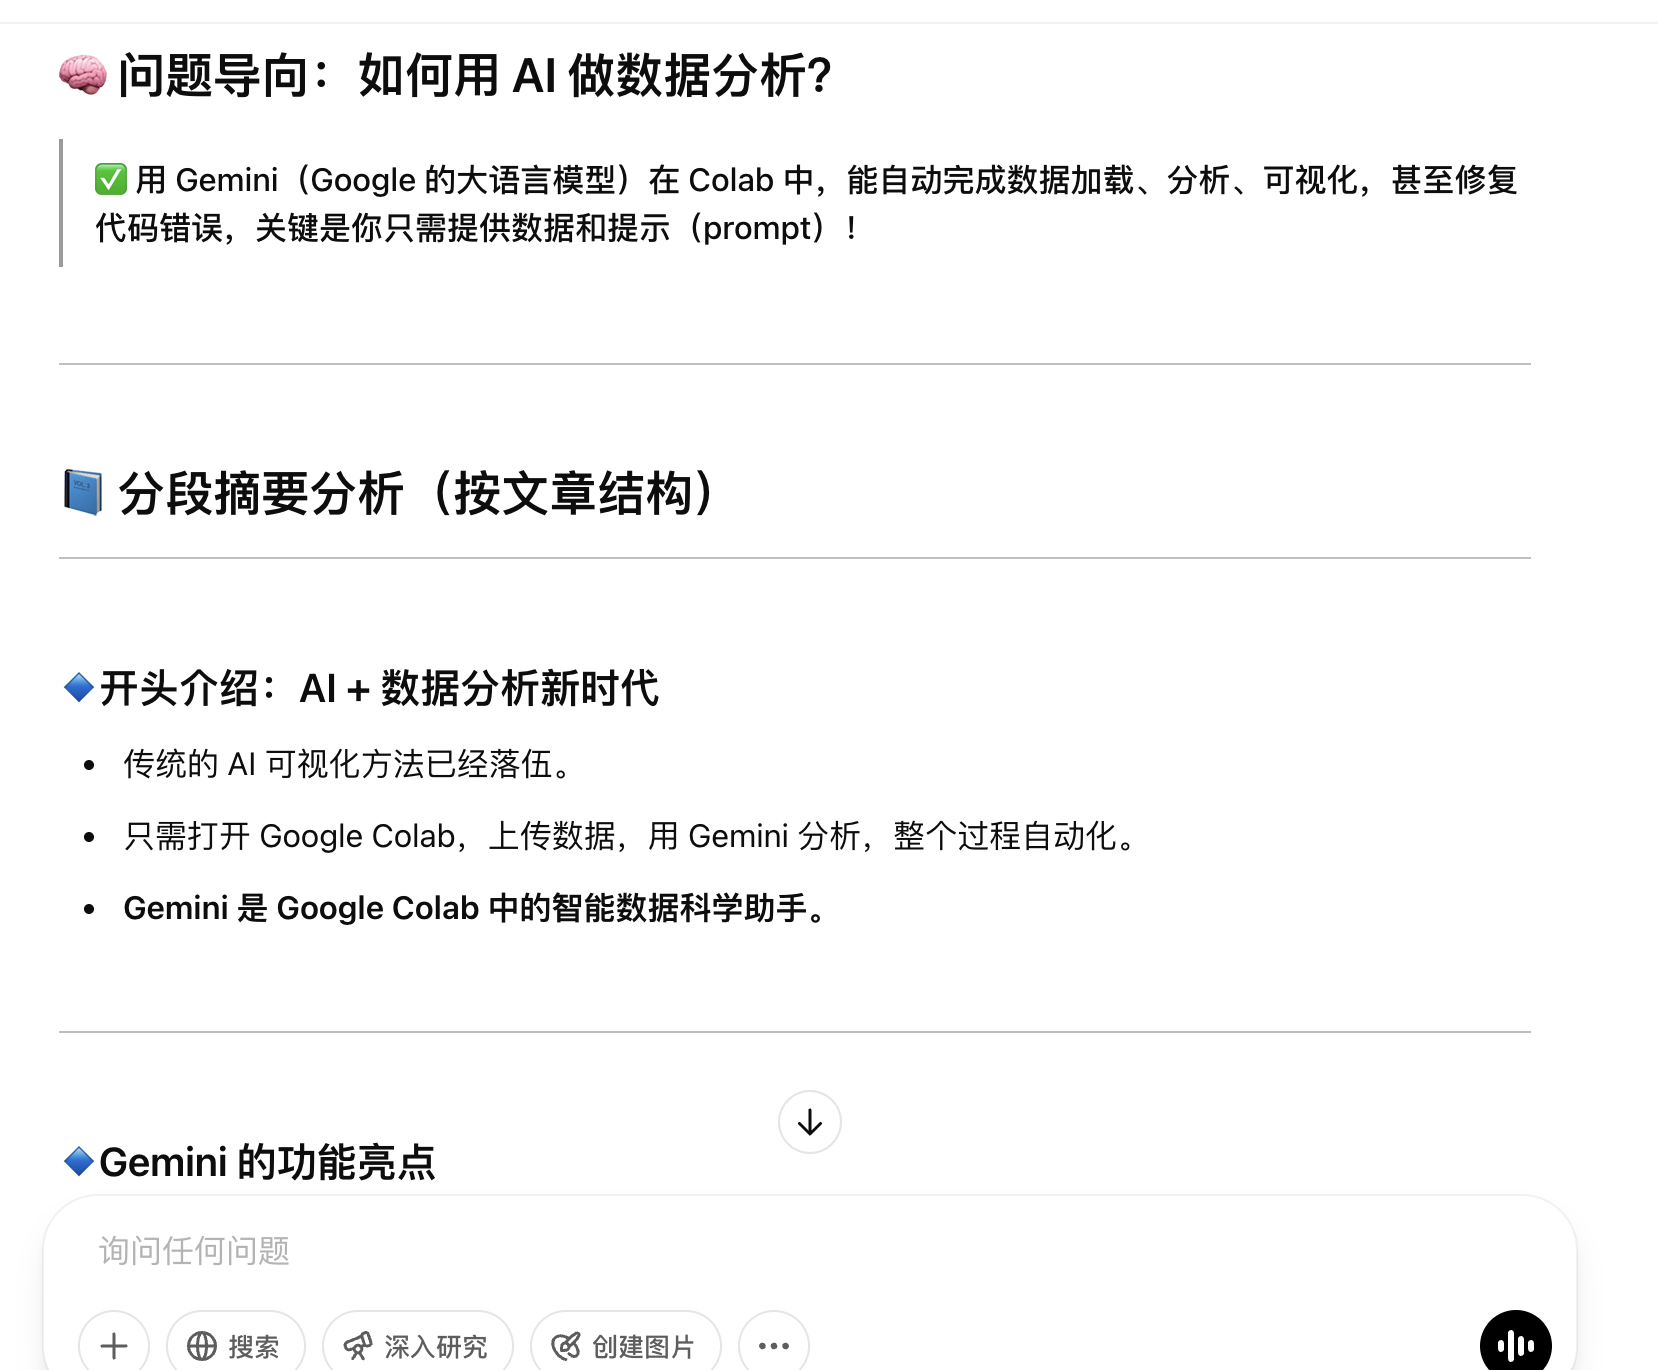 🧠 问题导向：如何用 AI 做数据分析？
✅ 用 Gemini（Google 的大语言模型）在 Colab 中，能自动完成数据加载、分析、可视化，甚至修复
代码错误，关键是你只需提供数据和提示（prompt）！
📘 分段摘要分析（按文章结构）
🔷开头介绍：AI + 数据分析新时代
• 传统的 AI 可视化方法已经落伍。
• 只需打开 Google Colab，上传数据，用 Gemini 分析，整个过程自动化。
• Gemini 是 Google Colab 中的智能数据科学助手。
🔷Gemini 的功能亮点
询问任何问题
搜索 深入研究 创建图片